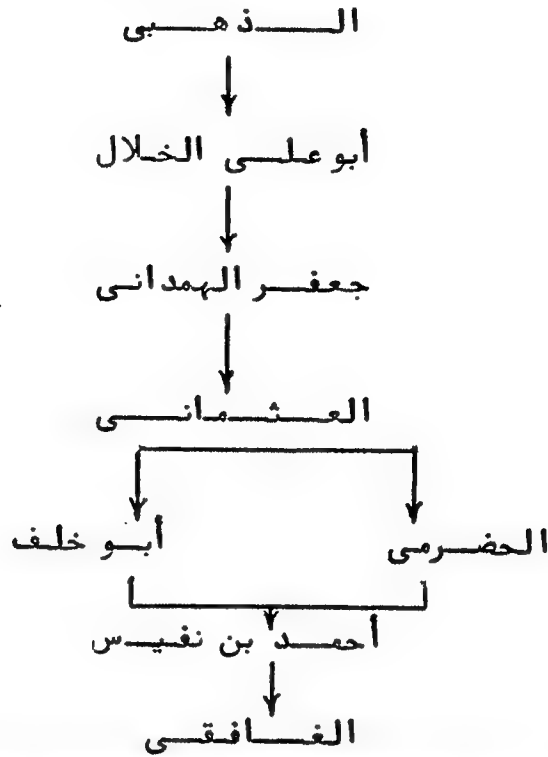 الذهبى
أبو على الخلال
جعفر الهمدانى
العثمانى
الحضرمى أبو خلف
أحمد بن نفيس
الغافقى